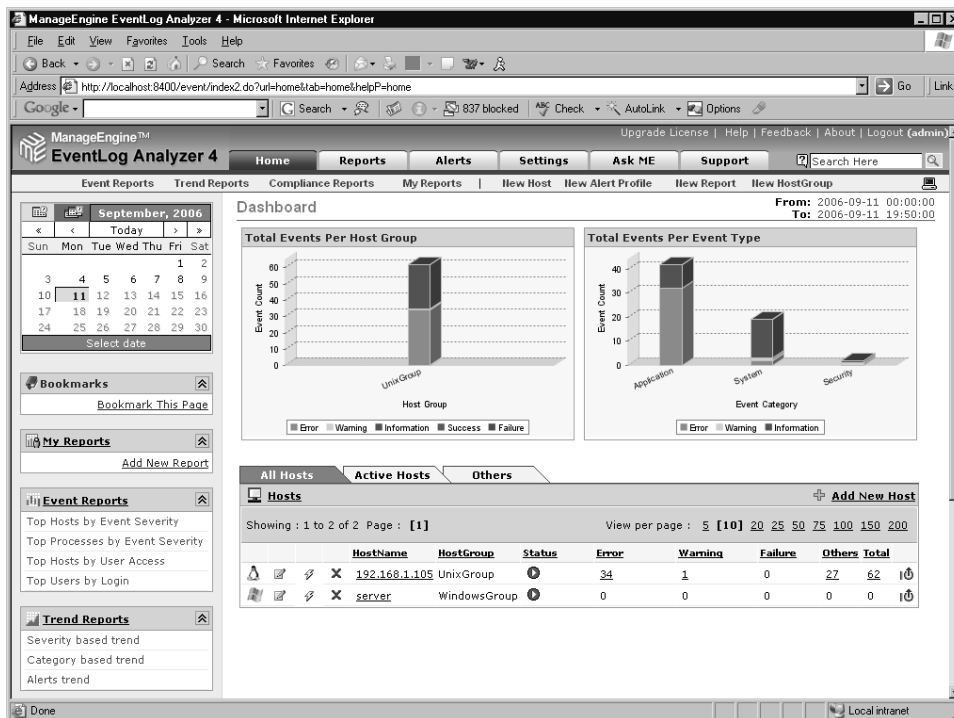 ManageEngine EventLog Analyzer 4 - Microsoft Internet Explorer
File Edit View Favorites Tools Help
Back Search Favorites
Address http://localhost:8400/event/index2.do?url=home&tab=home&helpP=home Go Link
Google Search 837 blocked Check AutoLink Options
Upgrade License | Help | Feedback | About | Logout (admin)
ManageEngine™
EventLog Analyzer 4 Home Reports Alerts Settings Ask ME Support Search Here
Event Reports Trend Reports Compliance Reports My Reports | New Host New Alert Profile New Report New HostGroup
Dashboard
From: 2006-09-11 00:00:00
To: 2006-09-11 19:50:00
September, 2006
« ‹ Today › »
Sun Mon Tue Wed Thu Fri Sat
1 2
3 4 5 6 7 8 9
10 11 12 13 14 15 16
17 18 19 20 21 22 23
24 25 26 27 28 29 30
Select date
Bookmarks
Bookmark This Page
My Reports
Add New Report
Event Reports
Top Hosts by Event Severity
Top Processes by Event Severity
Top Hosts by User Access
Top Users by Login
Trend Reports
Severity based trend
Category based trend
Alerts trend
Total Events Per Host Group
Event Count
60
50
40
30
20
10
0
UnixGroup
Host Group
Error Warning Information Success Failure
Total Events Per Event Type
Event Count
40
30
20
10
0
Application System Security
Event Category
Error Warning Information
All Hosts Active Hosts Others
Hosts Add New Host
Showing : 1 to 2 of 2 Page : [1] View per page : 5 [10] 20 25 50 75 100 150 200
HostName HostGroup Status Error Warning Failure Others Total
192.168.1.105 UnixGroup 34 1 0 27 62
server WindowsGroup 0 0 0 0 0
Done Local intranet